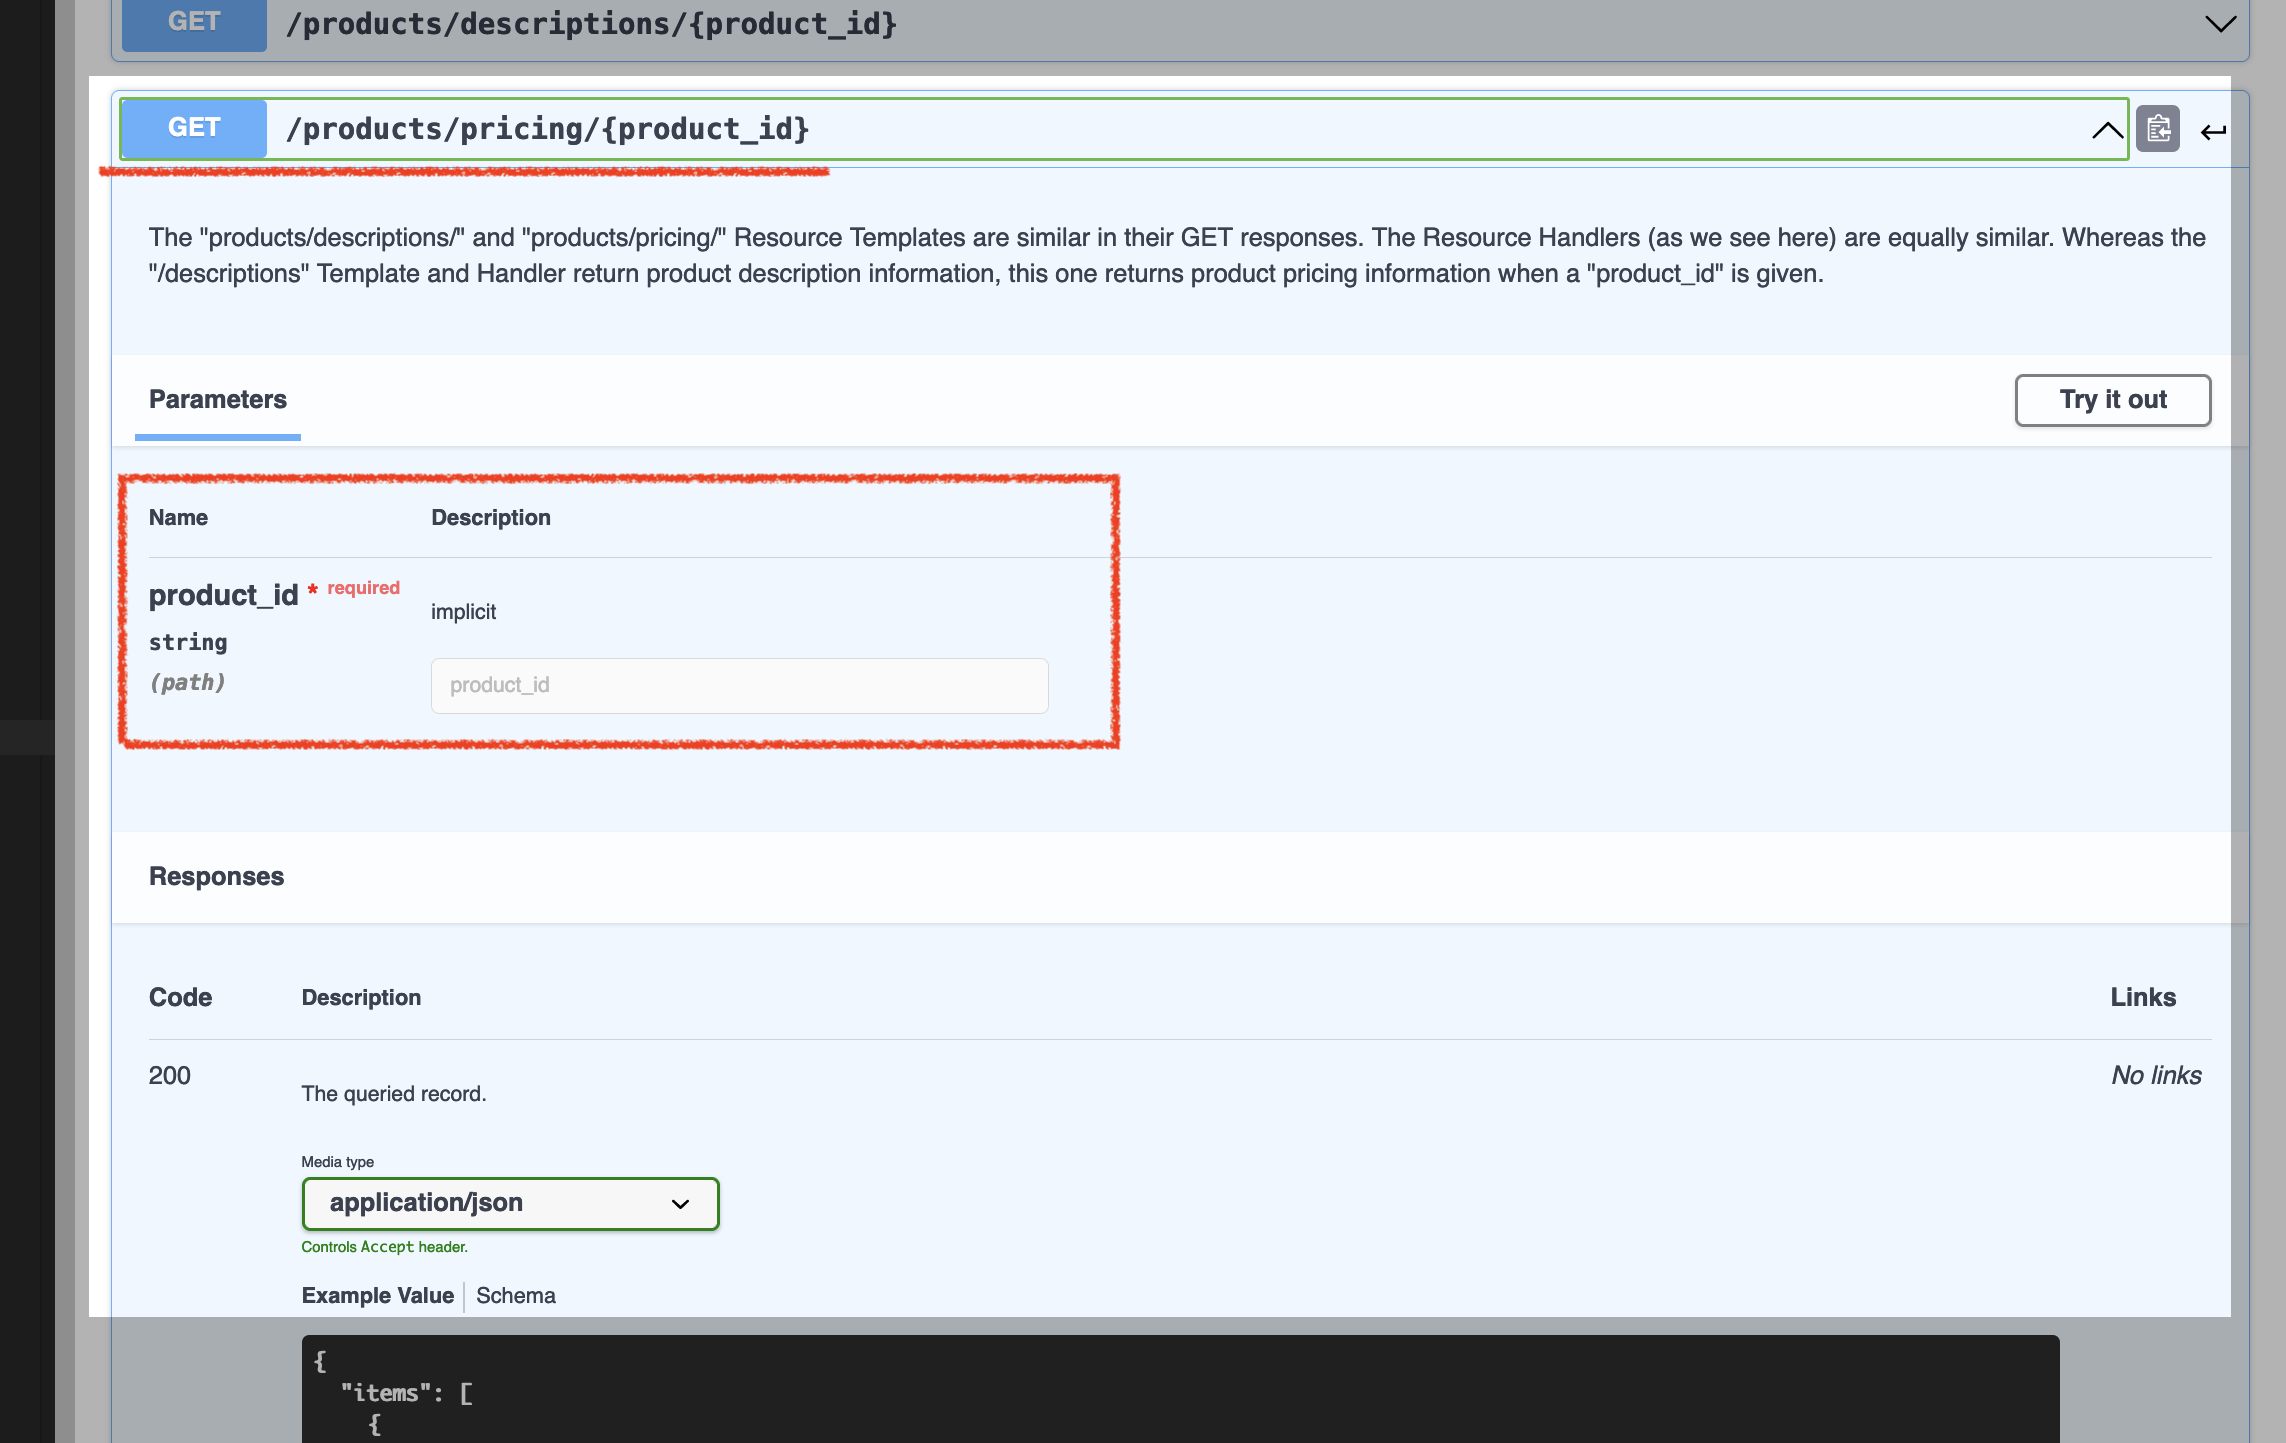 GET /products/descriptions/{product_id}
GET /products/pricing/{product_id}
The "products/descriptions/" and "products/pricing/" Resource Templates are similar in their GET responses. The Resource Handlers (as we see here) are equally similar. Whereas the
"/descriptions" Template and Handler return product description information, this one returns product pricing information when a "product_id" is given.
Parameters
Try it out
Name Description
product_id * required
implicit
string
(path)
product_id
Responses
Code Description Links
200
The queried record.
No links
Media type
application/json
Controls Accept header.
Example Value Schema
{
"items": [
{